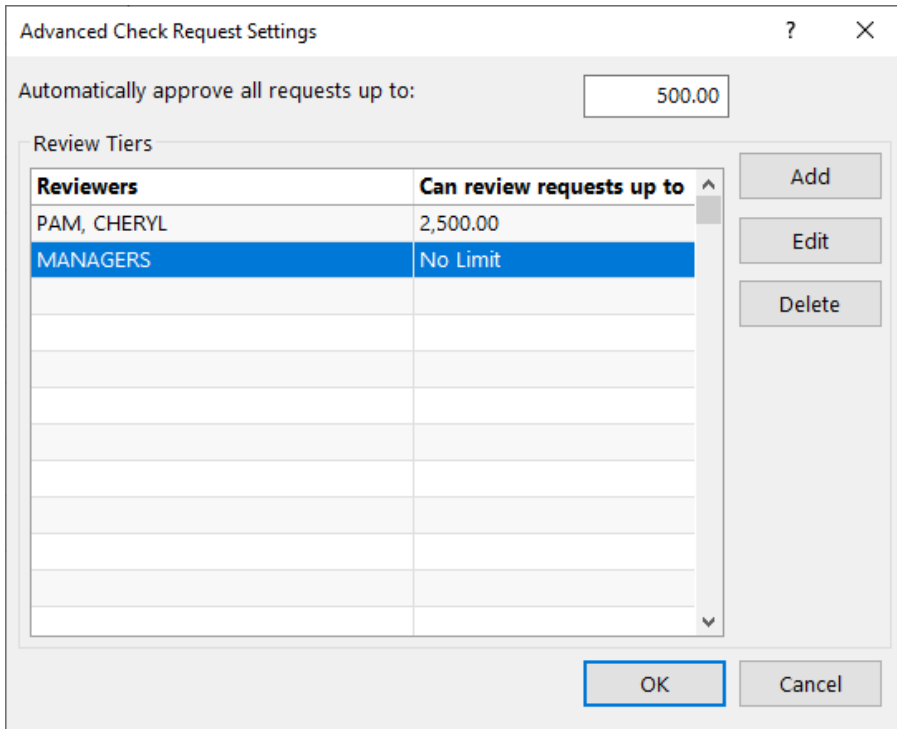 Advanced Check Request Settings ?
Automatically approve all requests up to: 500.00
Review Tiers
Reviewers Can review requests up to
PAM, CHERYL 2,500.00
MANAGERS No Limit
Add
Edit
Delete
OK Cancel